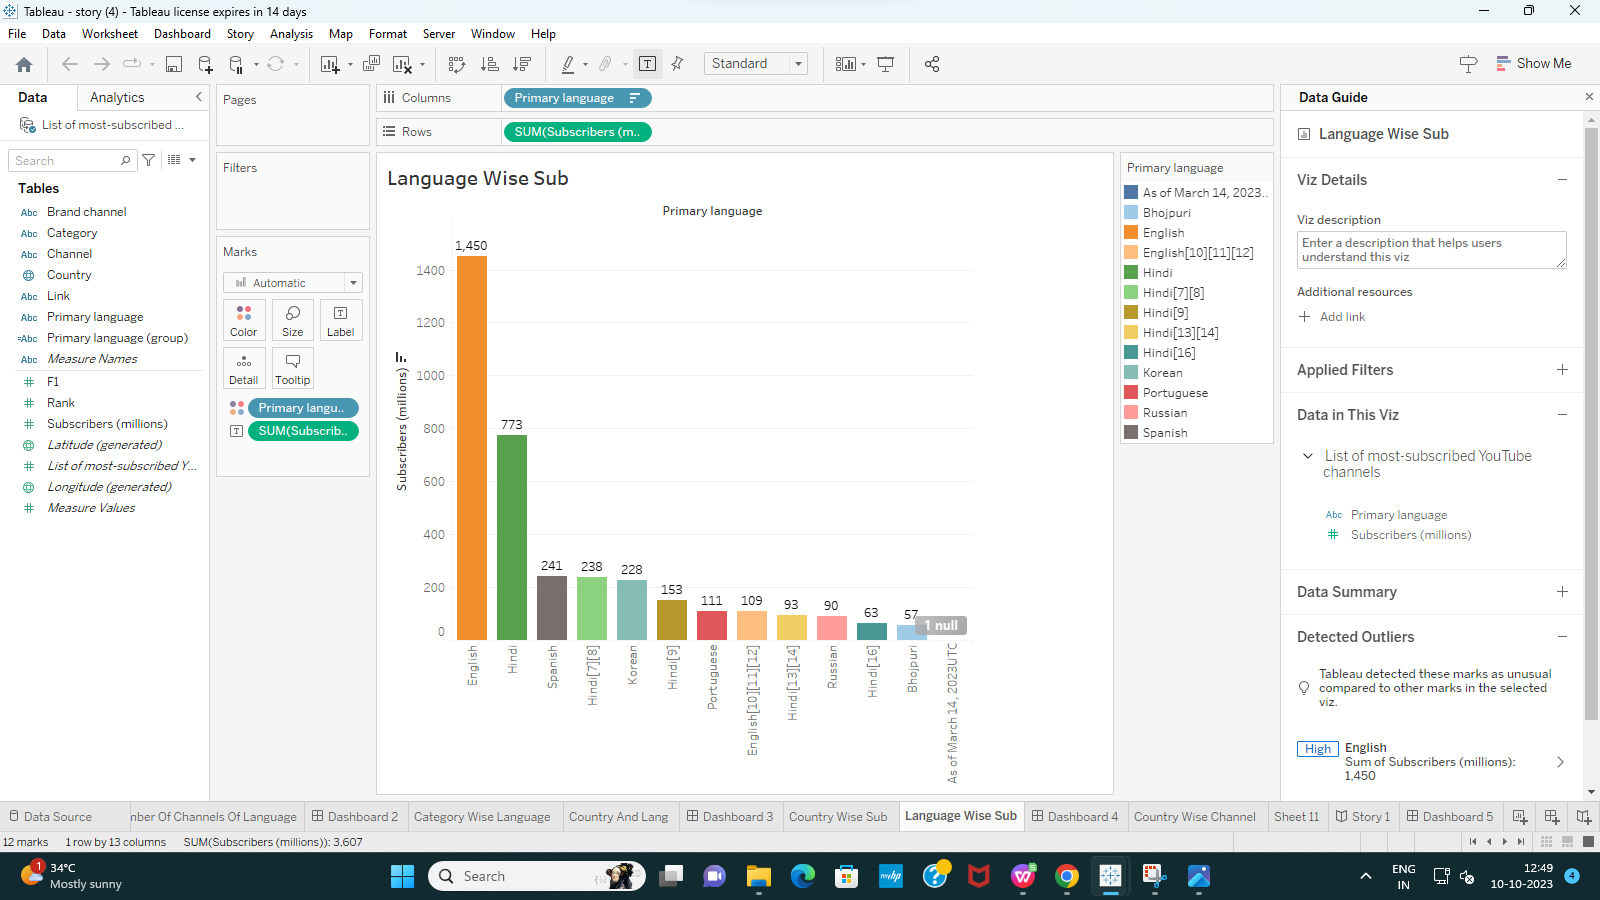 Tableau - story (4) - Tableau license expires in 14 days
File Data Worksheet Dashboard Story Analysis Map Format Server Window Help
Standard
Show Me
Data Analytics
List of most-subscribed ...
Search
Tables
Abc Brand channel
Abc Category
Abc Channel
Country
Abc Link
Abc Primary language
=Abc Primary language (group)
Abc Measure Names
F1
Rank
Subscribers (millions)
Latitude (generated)
List of most-subscribed Y...
Longitude (generated)
Measure Values
Pages
Filters
Marks
Automatic
Color Size Label
Detail Tooltip
Primary langu..
SUM(Subscrib..
Columns Primary language
Rows SUM(Subscribers (m..
Language Wise Sub
Primary language
Subscribers (millions)
1400
1200
1000
800
600
400
200
0
1,450
773
241
238
228
153
111
109
93
90
63
57
1 null
English
Hindi
Spanish
Hindi[7][8]
Korean
Hindi[9]
Portuguese
English[10][11][12]
Hindi[13][14]
Russian
Hindi[16]
Bhojpuri
As of March 14, 2023UTC
Primary language
As of March 14, 2023..
Bhojpuri
English
English[10][11][12]
Hindi
Hindi[7][8]
Hindi[9]
Hindi[13][14]
Hindi[16]
Korean
Portuguese
Russian
Spanish
Data Guide
Language Wise Sub
Viz Details
Viz description
Enter a description that helps users
understand this viz
Additional resources
Add link
Applied Filters
Data in This Viz
List of most-subscribed YouTube
channels
Abc Primary language
Subscribers (millions)
Data Summary
Detected Outliers
Tableau detected these marks as unusual
compared to other marks in the selected
viz.
High English
Sum of Subscribers (millions):
1,450
Data Source nber Of Channels Of Language Dashboard 2 Category Wise Language Country And Lang Dashboard 3 Country Wise Sub Language Wise Sub Dashboard 4 Country Wise Channel Sheet 11 Story 1 Dashboard 5
12 marks 1 row by 13 columns SUM(Subscribers (millions)): 3,607
1
34°C
Mostly sunny
Search
myhp
ENG
IN
12:49
10-10-2023
4